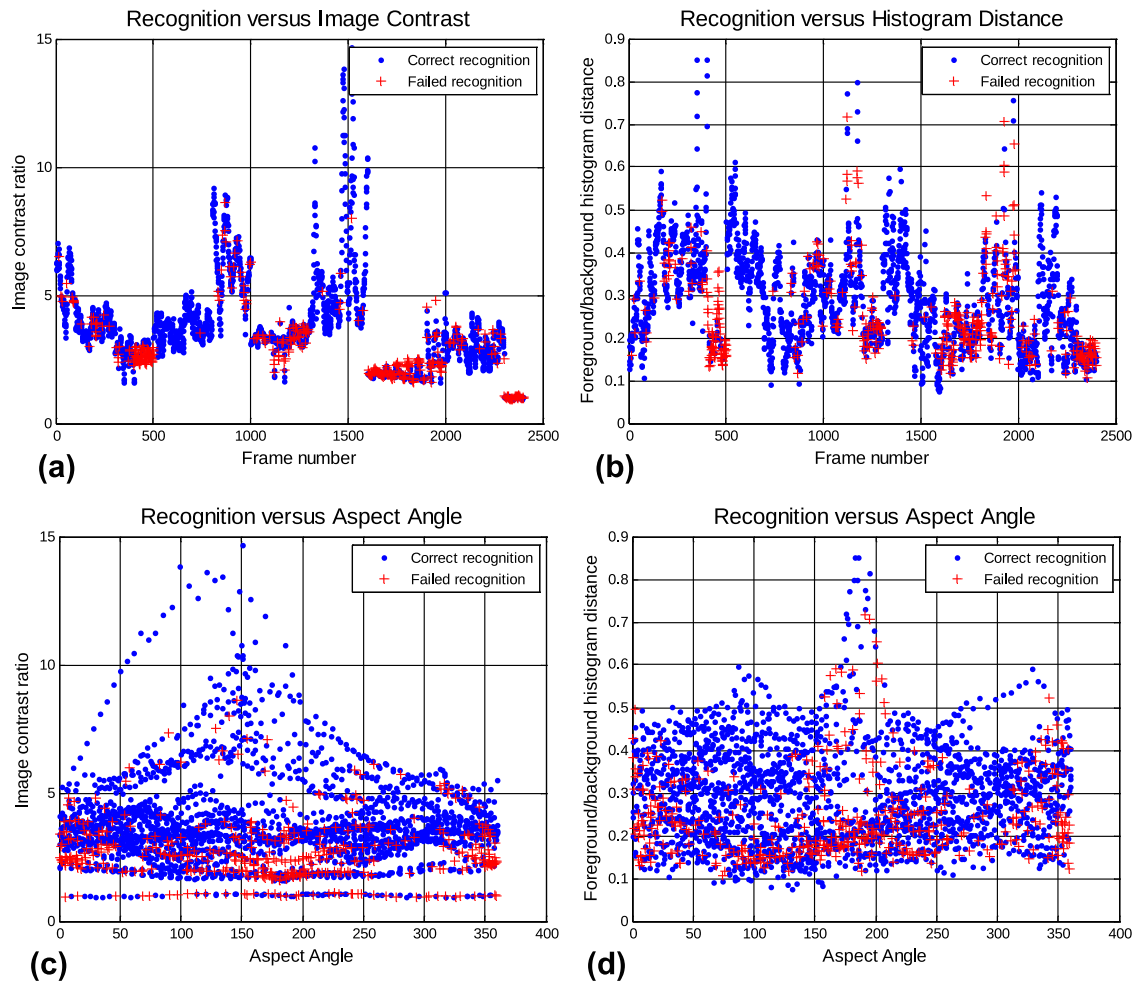 Recognition versus Image Contrast
15
10
5
0
Image contrast ratio
Correct recognition
Failed recognition
0 500 1000 1500 2000 2500
Frame number
(a)
Recognition versus Histogram Distance
0.9
0.8
0.7
0.6
0.5
0.4
0.3
0.2
0.1
0
Foreground/background histogram distance
Correct recognition
Failed recognition
0 500 1000 1500 2000 2500
Frame number
(b)
Recognition versus Aspect Angle
15
10
5
0
Image contrast ratio
Correct recognition
Failed recognition
0 50 100 150 200 250 300 350 400
Aspect Angle
(c)
Recognition versus Aspect Angle
0.9
0.8
0.7
0.6
0.5
0.4
0.3
0.2
0.1
0
Foreground/background histogram distance
Correct recognition
Failed recognition
0 50 100 150 200 250 300 350 400
Aspect Angle
(d)